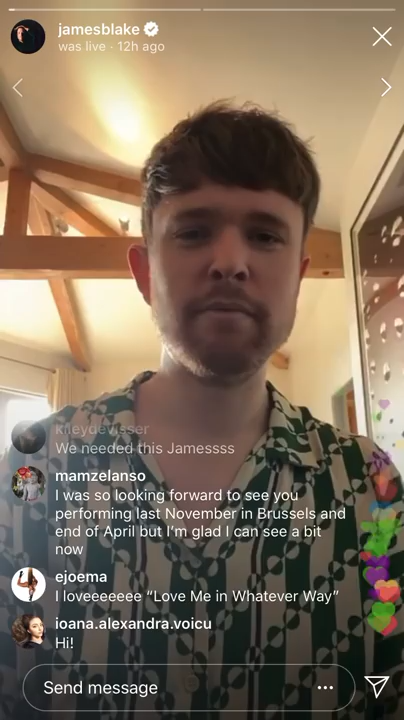 jamesblake
was live · 12h ago
kileydevisser
We needed this Jamessss
mamzelanso
I was so looking forward to see you
performing last November in Brussels and
end of April but I'm glad I can see a bit
now
ejoema
I loveeeeeee “Love Me in Whatever Way”
ioana.alexandra.voicu
Hi!
Send message